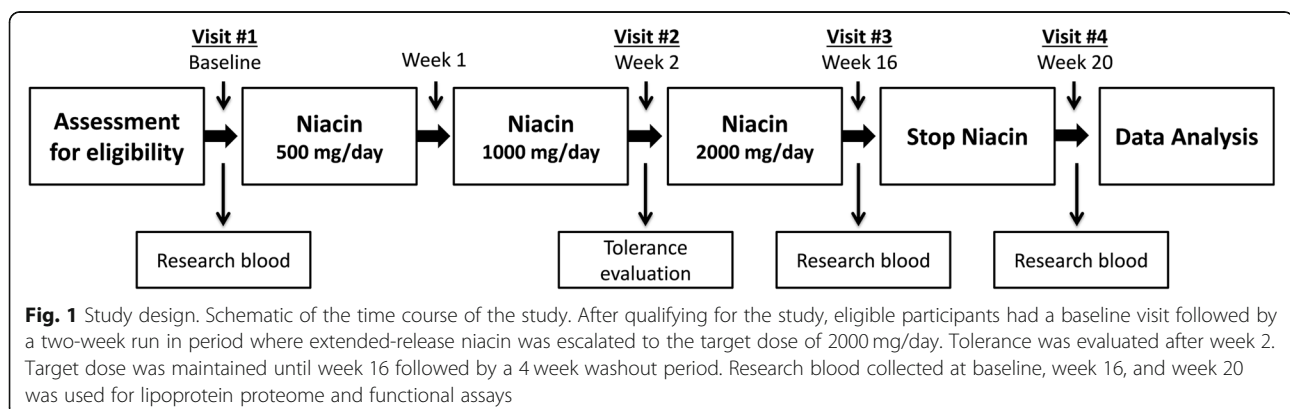 Visit #1
Baseline
Week 1
Visit #2
Week 2
Visit #3
Week 16
Visit #4
Week 20
Assessment
for eligibility
Niacin
500 mg/day
Niacin
1000 mg/day
Niacin
2000 mg/day
Stop Niacin
Data Analysis
Research blood
Tolerance
evaluation
Research blood
Research blood
Fig. 1 Study design. Schematic of the time course of the study. After qualifying for the study, eligible participants had a baseline visit followed by
a two-week run in period where extended-release niacin was escalated to the target dose of 2000 mg/day. Tolerance was evaluated after week 2.
Target dose was maintained until week 16 followed by a 4 week washout period. Research blood collected at baseline, week 16, and week 20
was used for lipoprotein proteome and functional assays